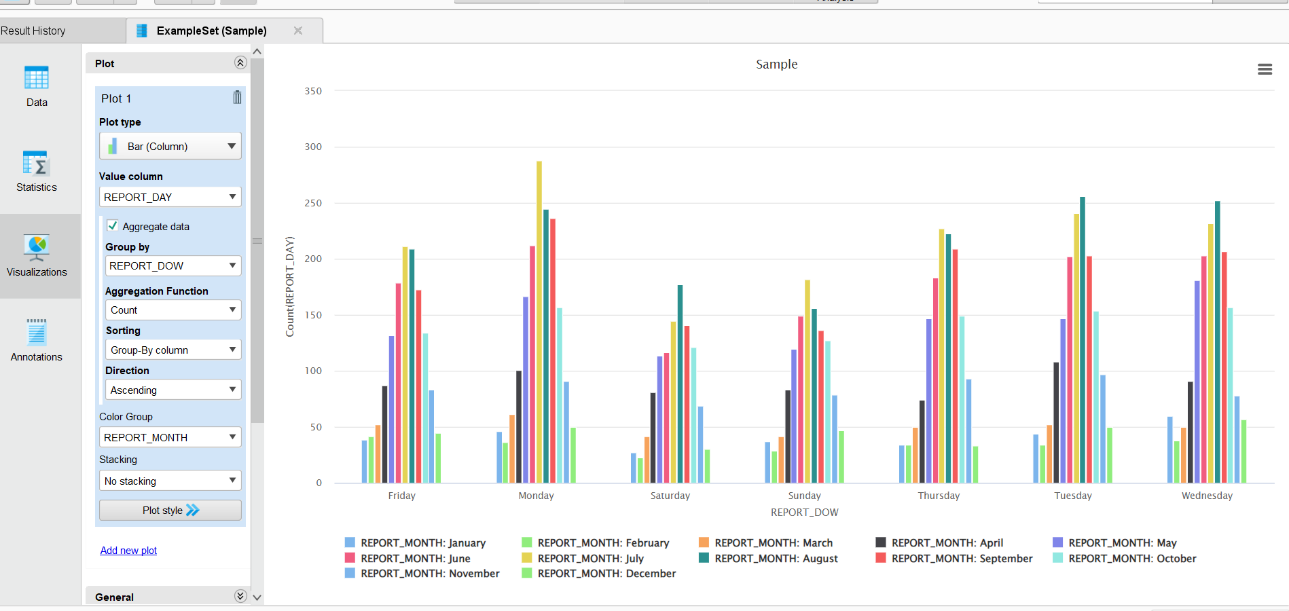 Analysis
Result History
ExampleSet (Sample)
Data
Statistics
Visualizations
Annotations
Plot
Plot 1
Plot type
Bar (Column)
Value column
REPORT_DAY
Aggregate data
Group by
REPORT_DOW
Aggregation Function
Count
Sorting
Group-By column
Direction
Ascending
Color Group
REPORT_MONTH
Stacking
No stacking
Plot style
Add new plot
General
Sample
Count(REPORT_DAY)
350
300
250
200
150
100
50
0
Friday Monday Saturday Sunday Thursday Tuesday Wednesday
REPORT_DOW
REPORT_MONTH: January REPORT_MONTH: February REPORT_MONTH: March REPORT_MONTH: April REPORT_MONTH: May
REPORT_MONTH: June REPORT_MONTH: July REPORT_MONTH: August REPORT_MONTH: September REPORT_MONTH: October
REPORT_MONTH: November REPORT_MONTH: December